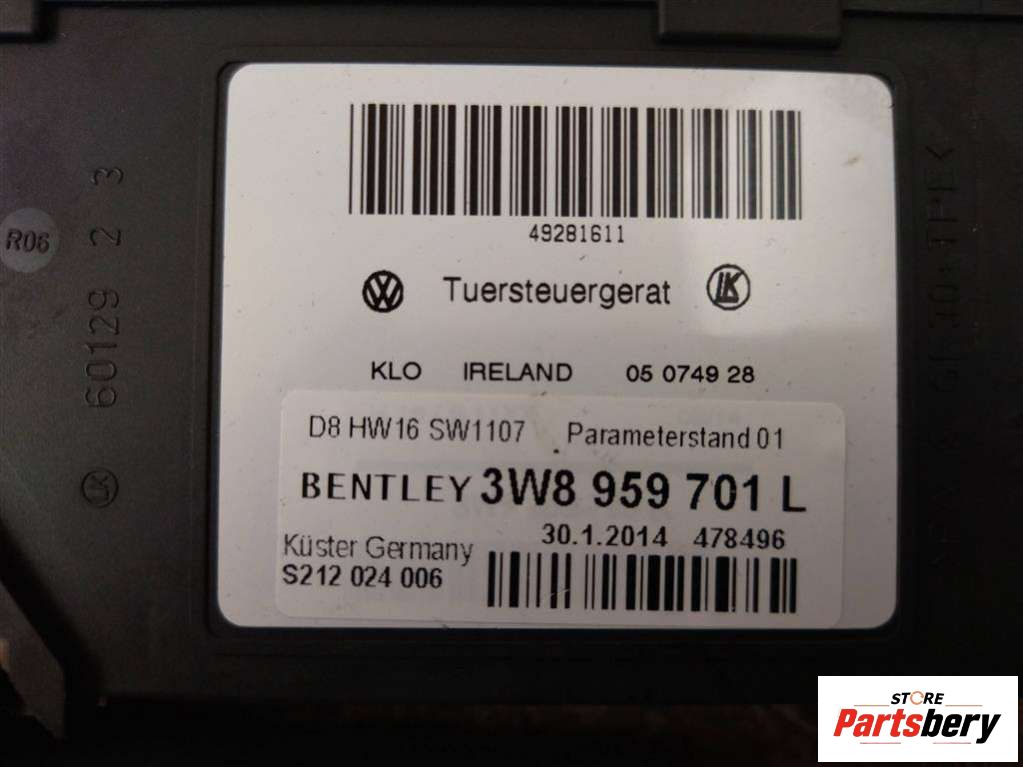 49281611
Tuersteuergerat
KLO IRELAND 05 0749 28
D8 HW16 SW1107 Parameterstand 01
BENTLEY 3W8 959 701 L
30.1.2014 478496
Küster Germany
S212 024 006
R06
60129 2 3
STORE
Partsbery